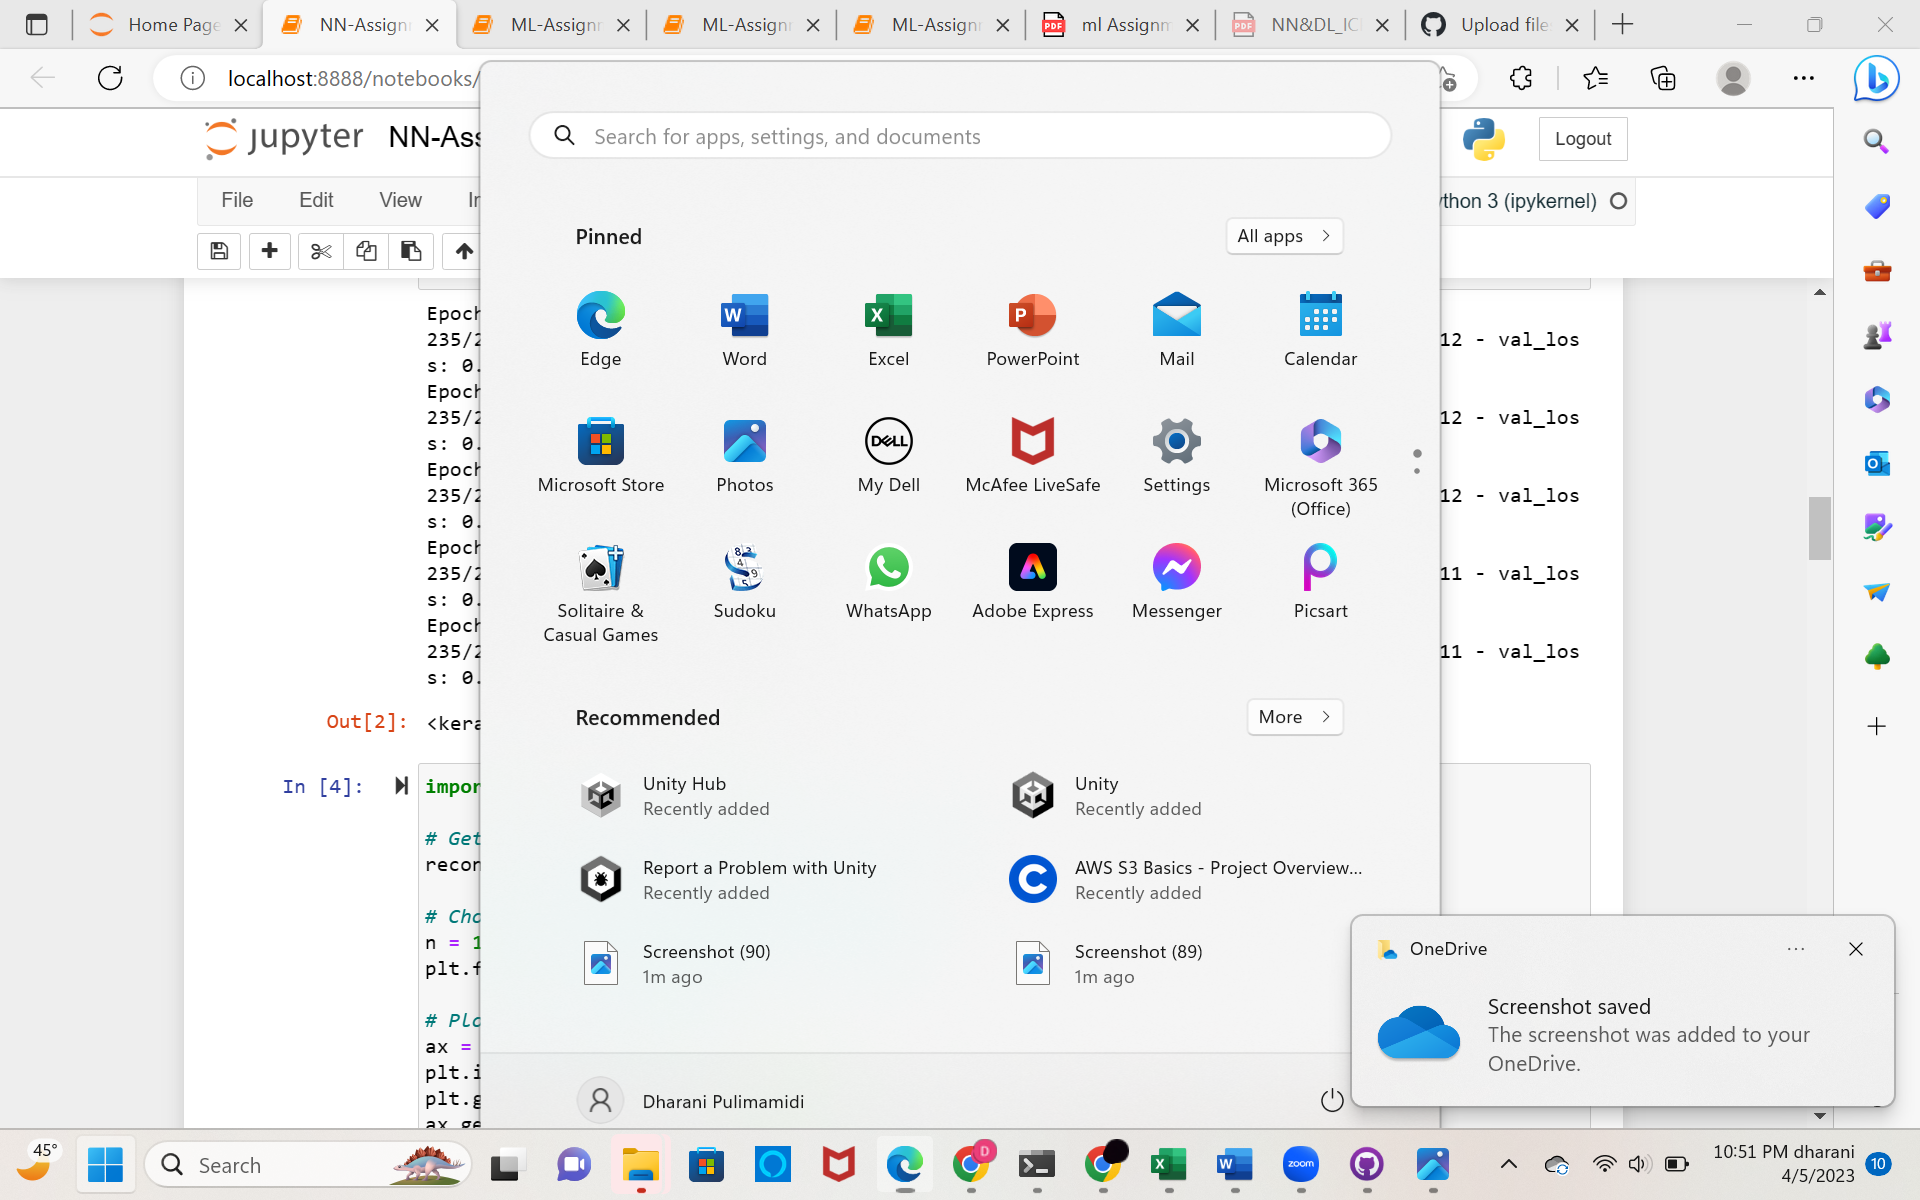 Home Page
NN-Assignr
ML-Assignr
ML-Assignr
ML-Assignr
ml Assignm
NN&DL_ICI
Upload file
localhost:8888/notebooks/
jupyter NN-Ass
Logout
File Edit View In
ython 3 (ipykernel)
Search for apps, settings, and documents
Pinned
All apps
Edge
Word
Excel
PowerPoint
Mail
Calendar
Microsoft Store
Photos
DELL
My Dell
McAfee LiveSafe
Settings
Microsoft 365
(Office)
Solitaire &
Casual Games
Sudoku
WhatsApp
Adobe Express
Messenger
Picsart
Epoch
235/2
12 - val_los
s: 0.
Epoch
235/2
12 - val_los
s: 0.
Epoch
235/2
12 - val_los
s: 0.
Epoch
235/2
11 - val_los
s: 0.
Epoch
235/2
11 - val_los
s: 0.
Out[2]: <kera
In [4]: impor
# Get
recon
# Cho
n = 1
plt.f
# Plo
ax =
plt.i
plt.g
ax.ge
Recommended
More
Unity Hub
Recently added
Unity
Recently added
Report a Problem with Unity
Recently added
AWS S3 Basics - Project Overview...
Recently added
Screenshot (90)
1m ago
Screenshot (89)
1m ago
Dharani Pulimamidi
OneDrive
Screenshot saved
The screenshot was added to your
OneDrive.
45°
Search
D
zoom
10:51 PM dharani
4/5/2023
10